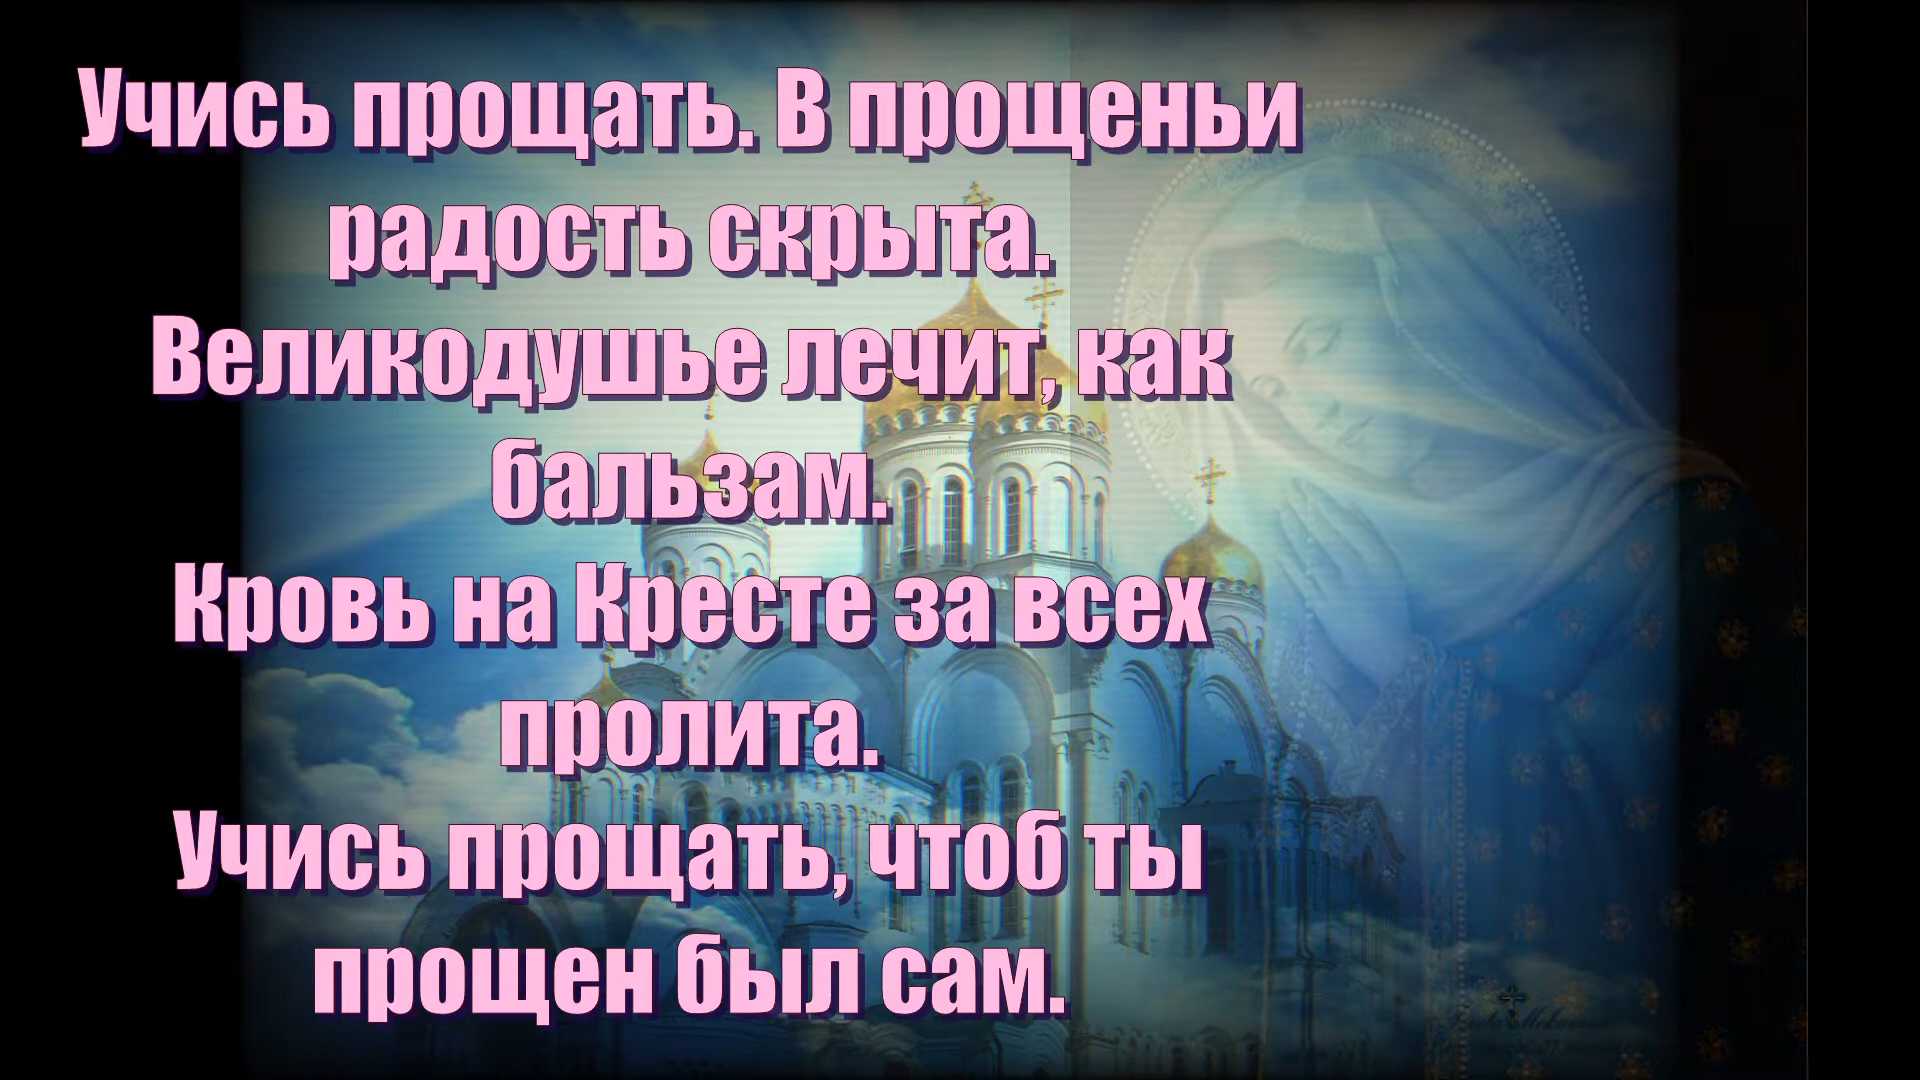 Учись прощать. В прощеньи
радость скрыта.
Великодушье лечит, как
бальзам.
Кровь на Кресте за всех
пролита.
Учись прощать, чтоб ты
прощен был сам.